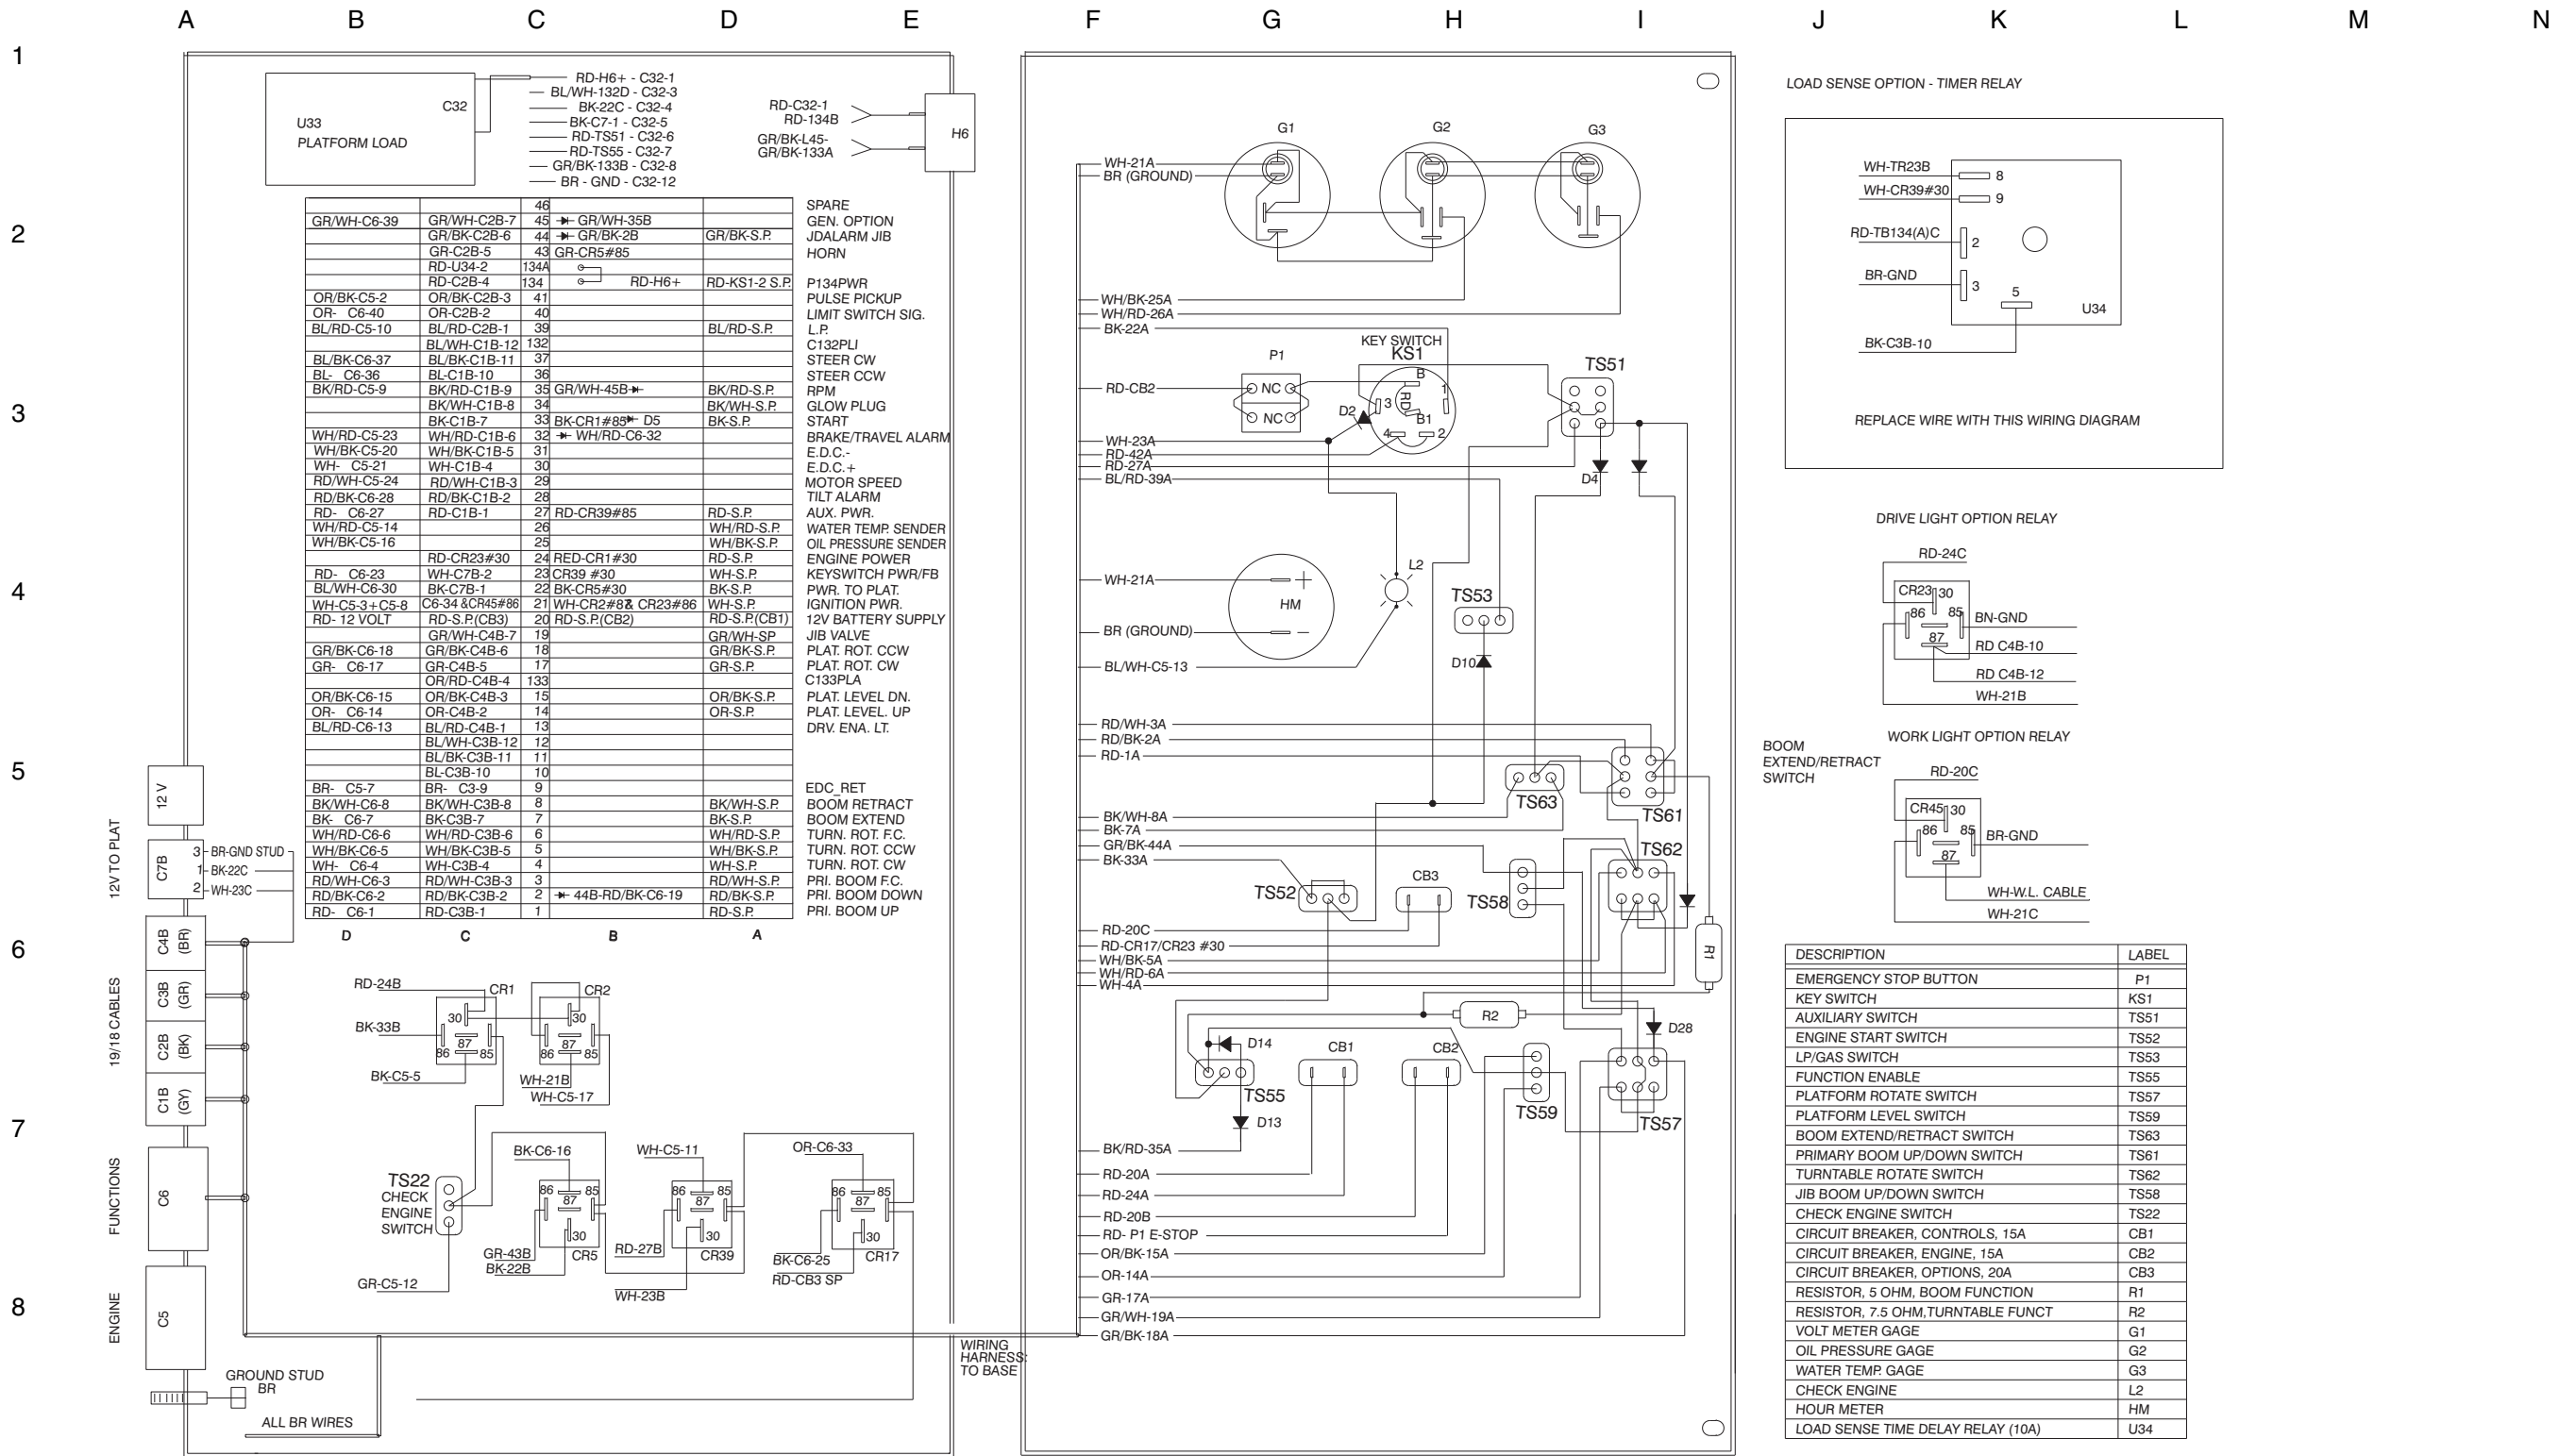 A B C D E F G H I J K L M N
1
2
3
4
5
6
7
8
U33
PLATFORM LOAD
C32
RD-H6+ - C32-1
BL/WH-132D - C32-3
BK-22C - C32-4
BK-C7-1 - C32-5
RD-TS51 - C32-6
RD-TS55 - C32-7
GR/BK-133B - C32-8
BR - GND - C32-12
RD-C32-1
RD-134B
GR/BK-L45-
GR/BK-133A
H6
46 SPARE
GR/WH-C6-39 GR/WH-C2B-7 45 GR/WH-35B GEN. OPTION
GR/BK-C2B-6 44 GR/BK-2B GR/BK-S.P. JDALARM JIB
GR-C2B-5 43 GR-CR5#85 HORN
RD-U34-2 134A
RD-C2B-4 134 RD-H6+ RD-KS1-2 S.P. P134PWR
OR/BK-C5-2 OR/BK-C2B-3 41 PULSE PICKUP
OR- C6-40 OR-C2B-2 40 LIMIT SWITCH SIG.
BL/RD-C5-10 BL/RD-C2B-1 39 BL/RD-S.P. L.P.
BL/WH-C1B-12 132 C132PLI
BL/BK-C6-37 BL/BK-C1B-11 37 STEER CW
BL- C6-36 BL-C1B-10 36 STEER CCW
BK/RD-C5-9 BK/RD-C1B-9 35 GR/WH-45B BK/RD-S.P. RPM
BK/WH-C1B-8 34 BK/WH-S.P. GLOW PLUG
BK-C1B-7 33 BK-CR1#85 D5 BK-S.P. START
WH/RD-C5-23 WH/RD-C1B-6 32 WH/RD-C6-32 BRAKE/TRAVEL ALARM
WH/BK-C5-20 WH/BK-C1B-5 31 E.D.C.-
WH- C5-21 WH-C1B-4 30 E.D.C.+
RD/WH-C5-24 RD/WH-C1B-3 29 MOTOR SPEED
RD/BK-C6-28 RD/BK-C1B-2 28 TILT ALARM
RD- C6-27 RD-C1B-1 27 RD-CR39#85 RD-S.P. AUX. PWR.
WH/RD-C5-14 26 WH/RD-S.P. WATER TEMP. SENDER
WH/BK-C5-16 25 WH/BK-S.P. OIL PRESSURE SENDER
RD-CR23#30 24 RED-CR1#30 RD-S.P. ENGINE POWER
RD- C6-23 WH-C7B-2 23 CR39 #30 WH-S.P. KEYSWITCH PWR/FB
BL/WH-C6-30 BK-C7B-1 22 BK-CR5#30 BK-S.P. PWR. TO PLAT.
WH-C5-3+C5-8 C6-34 &CR45#86 21 WH-CR2#87 & CR23#86 WH-S.P. IGNITION PWR.
RD- 12 VOLT RD-S.P.(CB3) 20 RD-S.P.(CB2) RD-S.P.(CB1) 12V BATTERY SUPPLY
GR/WH-C4B-7 19 GR/WH-SP JIB VALVE
GR/BK-C6-18 GR/BK-C4B-6 18 GR/BK-S.P. PLAT. ROT. CCW
GR- C6-17 GR-C4B-5 17 GR-S.P. PLAT. ROT. CW
OR/RD-C4B-4 133 C133PLA
OR/BK-C6-15 OR/BK-C4B-3 15 OR/BK-S.P. PLAT. LEVEL DN.
OR- C6-14 OR-C4B-2 14 OR-S.P. PLAT. LEVEL. UP
BL/RD-C6-13 BL/RD-C4B-1 13 DRV. ENA. LT.
BL/WH-C3B-12 12
BL/BK-C3B-11 11
BL-C3B-10 10
BR- C5-7 BR- C3-9 9 EDC_RET
BK/WH-C6-8 BK/WH-C3B-8 8 BK/WH-S.P. BOOM RETRACT
BK- C6-7 BK-C3B-7 7 BK-S.P. BOOM EXTEND
WH/RD-C6-6 WH/RD-C3B-6 6 WH/RD-S.P. TURN. ROT. F.C.
WH/BK-C6-5 WH/BK-C3B-5 5 WH/BK-S.P. TURN. ROT. CCW
WH- C6-4 WH-C3B-4 4 WH-S.P. TURN. ROT. CW
RD/WH-C6-3 RD/WH-C3B-3 3 RD/WH-S.P. PRI. BOOM F.C.
RD/BK-C6-2 RD/BK-C3B-2 2 44B-RD/BK-C6-19 RD/BK-S.P. PRI. BOOM DOWN
RD- C6-1 RD-C3B-1 1 RD-S.P. PRI. BOOM UP
D C B A
12 V
12V TO PLAT
C7B
3 BR-GND STUD
1 BK-22C
2 WH-23C
19/18 CABLES
C4B (BR)
C3B (GR)
C2B (BK)
C1B (GY)
FUNCTIONS
C6
ENGINE
C5
GROUND STUD
BR
ALL BR WIRES
RD-24B
CR1
30
BK-33B
86 87 85
BK-C5-5
CR2
30
86 87 85
WH-21B
WH-C5-17
TS22
CHECK
ENGINE
SWITCH
GR-C5-12
BK-C6-16
86 87 85
30
GR-43B
CR5
BK-22B
WH-C5-11
86 87 85
30
RD-27B
CR39
WH-23B
OR-C6-33
86 87 85
30
BK-C6-25
CR17
RD-CB3 SP
WIRING
HARNESS:
TO BASE
G1 G2 G3
WH-21A
BR (GROUND)
WH/BK-25A
WH/RD-26A
BK-22A
KEY SWITCH
KS1
P1
NC
NC
B
1
3
RD
B1
4
2
D2
TS51
RD-CB2
WH-23A
RD-42A
RD-27A
BL/RD-39A
D4
WH-21A
HM
+
−
L2
TS53
D10
BR (GROUND)
BL/WH-C5-13
RD/WH-3A
RD/BK-2A
RD-1A
TS63
TS61
BK/WH-8A
BK-7A
GR/BK-44A
BK-33A
TS62
TS52
CB3
TS58
RD-20C
RD-CR17/CR23 #30
WH/BK-5A
WH/RD-6A
WH-4A
R1
R2
D28
D14
CB1
CB2
TS55
TS59
TS57
D13
BK/RD-35A
RD-20A
RD-24A
RD-20B
RD- P1 E-STOP
OR/BK-15A
OR-14A
GR-17A
GR/WH-19A
GR/BK-18A
LOAD SENSE OPTION - TIMER RELAY
WH-TR23B
8
WH-CR39#30
9
RD-TB134(A)C
2
BR-GND
3
5
U34
BK-C3B-10
REPLACE WIRE WITH THIS WIRING DIAGRAM
DRIVE LIGHT OPTION RELAY
RD-24C
CR23 30
86 85
87
BN-GND
RD C4B-10
RD C4B-12
WH-21B
BOOM
EXTEND/RETRACT
SWITCH
WORK LIGHT OPTION RELAY
RD-20C
CR45 30
86 85
87
BR-GND
WH-W.L. CABLE
WH-21C
DESCRIPTION LABEL
EMERGENCY STOP BUTTON P1
KEY SWITCH KS1
AUXILIARY SWITCH TS51
ENGINE START SWITCH TS52
LP/GAS SWITCH TS53
FUNCTION ENABLE TS55
PLATFORM ROTATE SWITCH TS57
PLATFORM LEVEL SWITCH TS59
BOOM EXTEND/RETRACT SWITCH TS63
PRIMARY BOOM UP/DOWN SWITCH TS61
TURNTABLE ROTATE SWITCH TS62
JIB BOOM UP/DOWN SWITCH TS58
CHECK ENGINE SWITCH TS22
CIRCUIT BREAKER, CONTROLS, 15A CB1
CIRCUIT BREAKER, ENGINE, 15A CB2
CIRCUIT BREAKER, OPTIONS, 20A CB3
RESISTOR, 5 OHM, BOOM FUNCTION R1
RESISTOR, 7.5 OHM,TURNTABLE FUNCT R2
VOLT METER GAGE G1
OIL PRESSURE GAGE G2
WATER TEMP. GAGE G3
CHECK ENGINE L2
HOUR METER HM
LOAD SENSE TIME DELAY RELAY (10A) U34